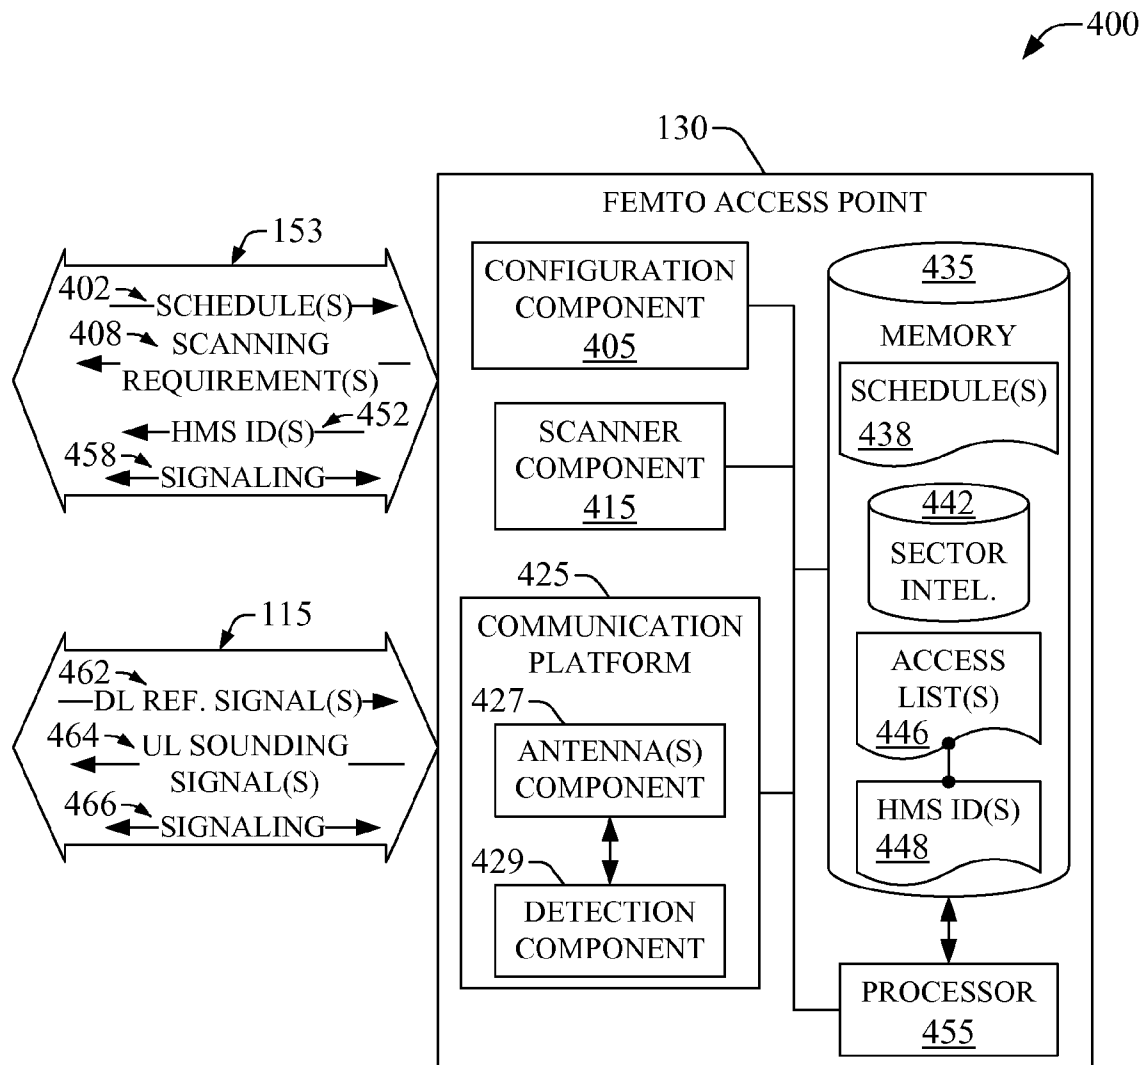 400
130
FEMTO ACCESS POINT
153
402
SCHEDULE(S)
408
SCANNING
REQUIREMENT(S)
HMS ID(S)
452
458
SIGNALING
CONFIGURATION
COMPONENT
405
SCANNER
COMPONENT
415
435
MEMORY
SCHEDULE(S)
438
442
SECTOR
INTEL.
ACCESS
LIST(S)
446
HMS ID(S)
448
115
462
DL REF. SIGNAL(S)
464
UL SOUNDING
SIGNAL(S)
466
SIGNALING
425
COMMUNICATION
PLATFORM
427
ANTENNA(S)
COMPONENT
429
DETECTION
COMPONENT
PROCESSOR
455